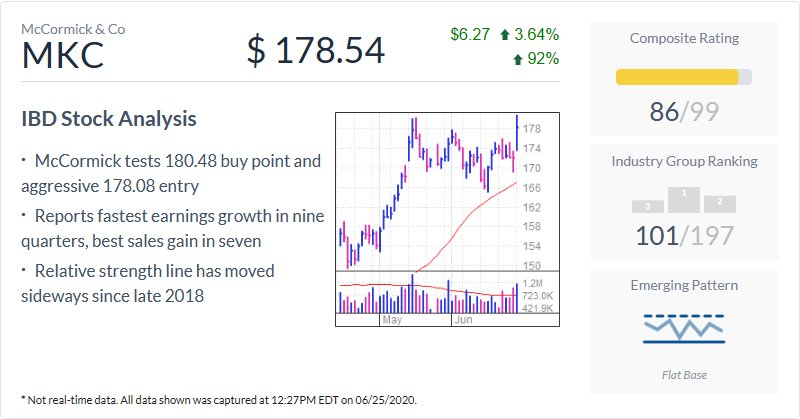 McCormick & Co
MKC
$ 178.54
$6.27 3.64%
92%
IBD Stock Analysis
· McCormick tests 180.48 buy point and
aggressive 178.08 entry
· Reports fastest earnings growth in nine
quarters, best sales gain in seven
· Relative strength line has moved
sideways since late 2018
178
174
170
166
162
158
154
150
1.2M
723.0K
421.9K
May Jun
Composite Rating
86/99
Industry Group Ranking
3 1 2
101/197
Emerging Pattern
Flat Base
* Not real-time data. All data shown was captured at 12:27PM EDT on 06/25/2020.